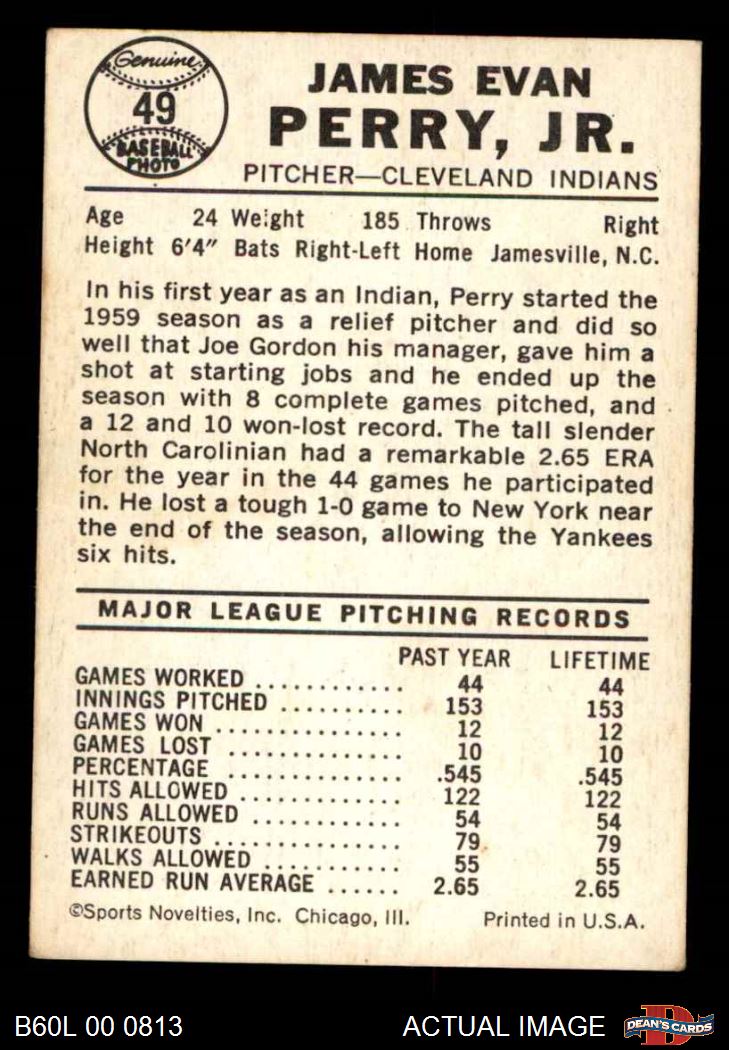 Genuine
49
BASEBALL
PHOTO
JAMES EVAN
PERRY, JR.
PITCHER—CLEVELAND INDIANS
Age 24 Weight 185 Throws Right
Height 6'4" Bats Right-Left Home Jamesville, N.C.
In his first year as an Indian, Perry started the
1959 season as a relief pitcher and did so
well that Joe Gordon his manager, gave him a
shot at starting jobs and he ended up the
season with 8 complete games pitched, and
a 12 and 10 won-lost record. The tall slender
North Carolinian had a remarkable 2.65 ERA
for the year in the 44 games he participated
in. He lost a tough 1-0 game to New York near
the end of the season, allowing the Yankees
six hits.
MAJOR LEAGUE PITCHING RECORDS
PAST YEAR LIFETIME
GAMES WORKED ............ 44 44
INNINGS PITCHED .......... 153 153
GAMES WON ................ 12 12
GAMES LOST ............... 10 10
PERCENTAGE ............... .545 .545
HITS ALLOWED ............. 122 122
RUNS ALLOWED ............ 54 54
STRIKEOUTS ................ 79 79
WALKS ALLOWED ............ 55 55
EARNED RUN AVERAGE ...... 2.65 2.65
©Sports Novelties, Inc. Chicago, Ill. Printed in U.S.A.
B60L 00 0813 ACTUAL IMAGE
D
DEAN'S CARDS